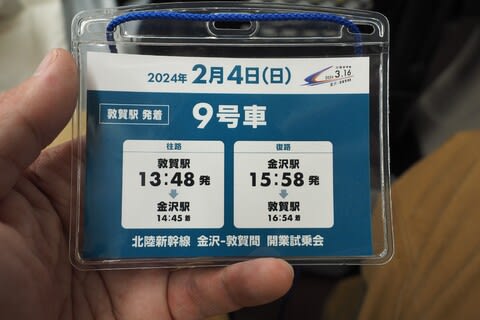 2024年 2月4日(日)
2024 3.16
敦賀駅 発着
9号車
往路
敦賀駅
13:48 発
金沢駅
14:45 着
復路
金沢駅
15:58 発
敦賀駅
16:54 着
北陸新幹線 金沢-敦賀間 開業試乗会